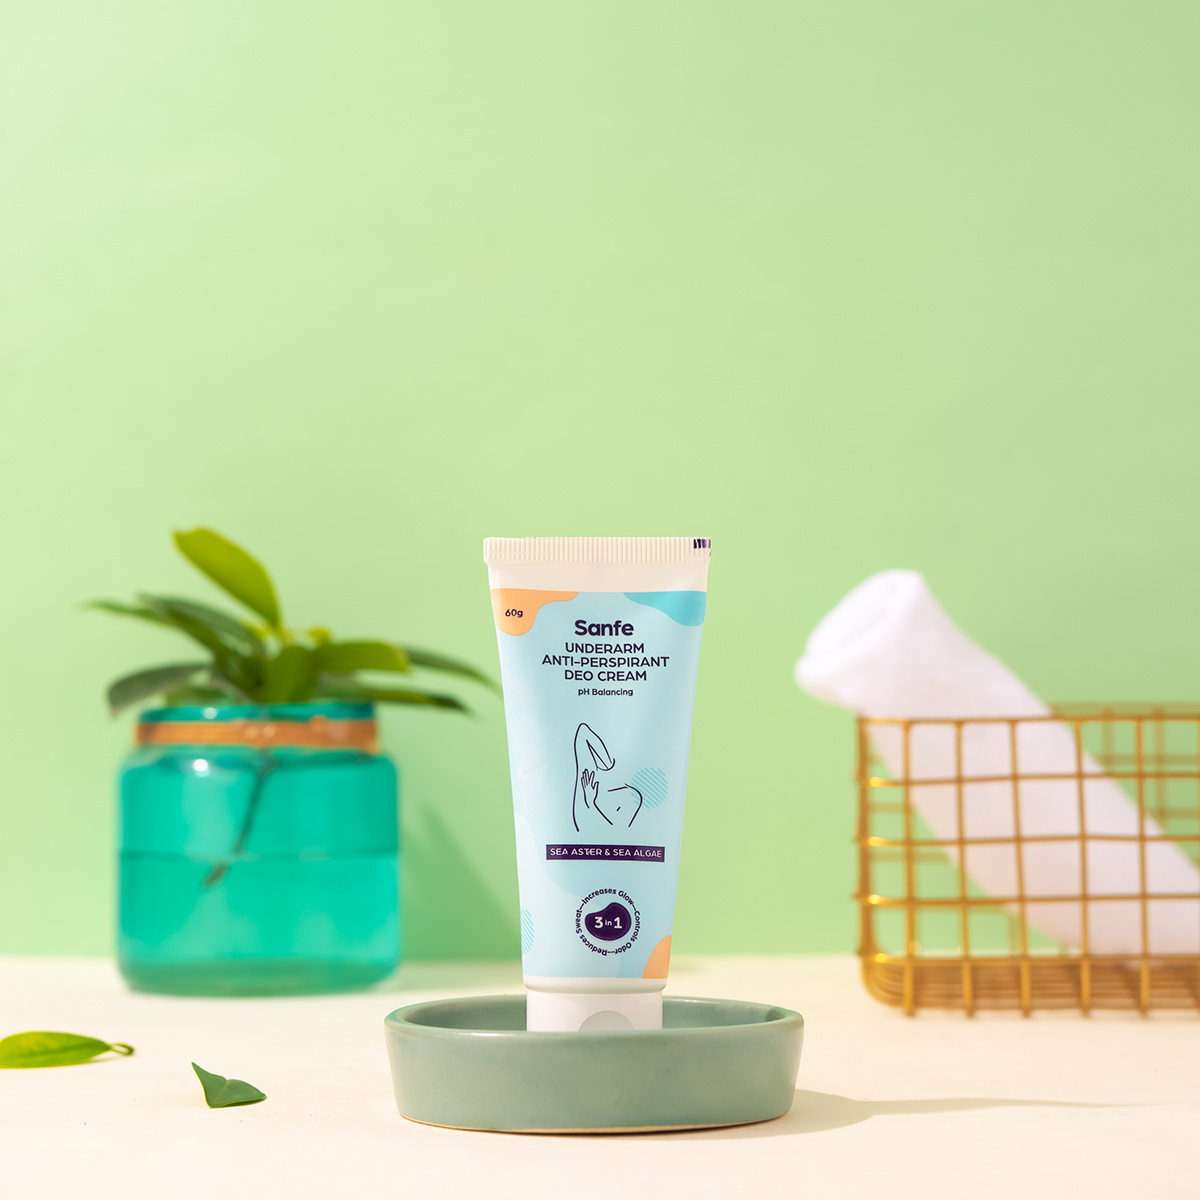 60g
Sanfe
UNDERARM
ANTI-PERSPIRANT
DEO CREAM
pH Balancing
SEA ASTER & SEA ALGAE
Reduces Sweat—Increases Glow—Controls Odor—
3 in 1